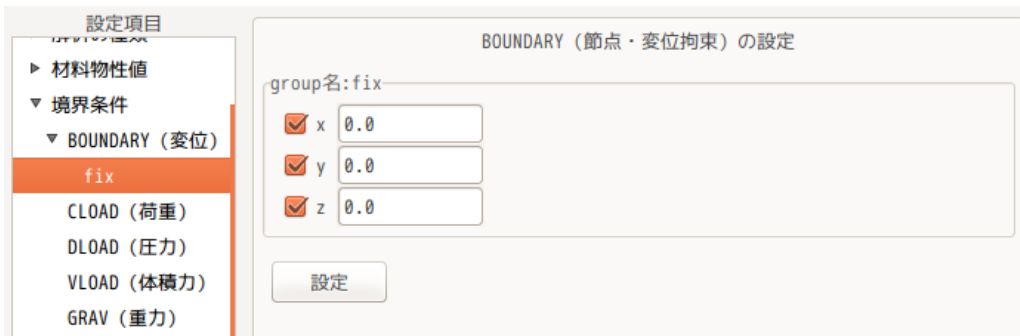 設定項目
材料物性値
境界条件
BOUNDARY (変位)
fix
CLOAD (荷重)
DLOAD (圧力)
VLOAD (体積力)
GRAV (重力)
BOUNDARY (節点・変位拘束) の設定
group名:fix
x 0.0
y 0.0
z 0.0
設定